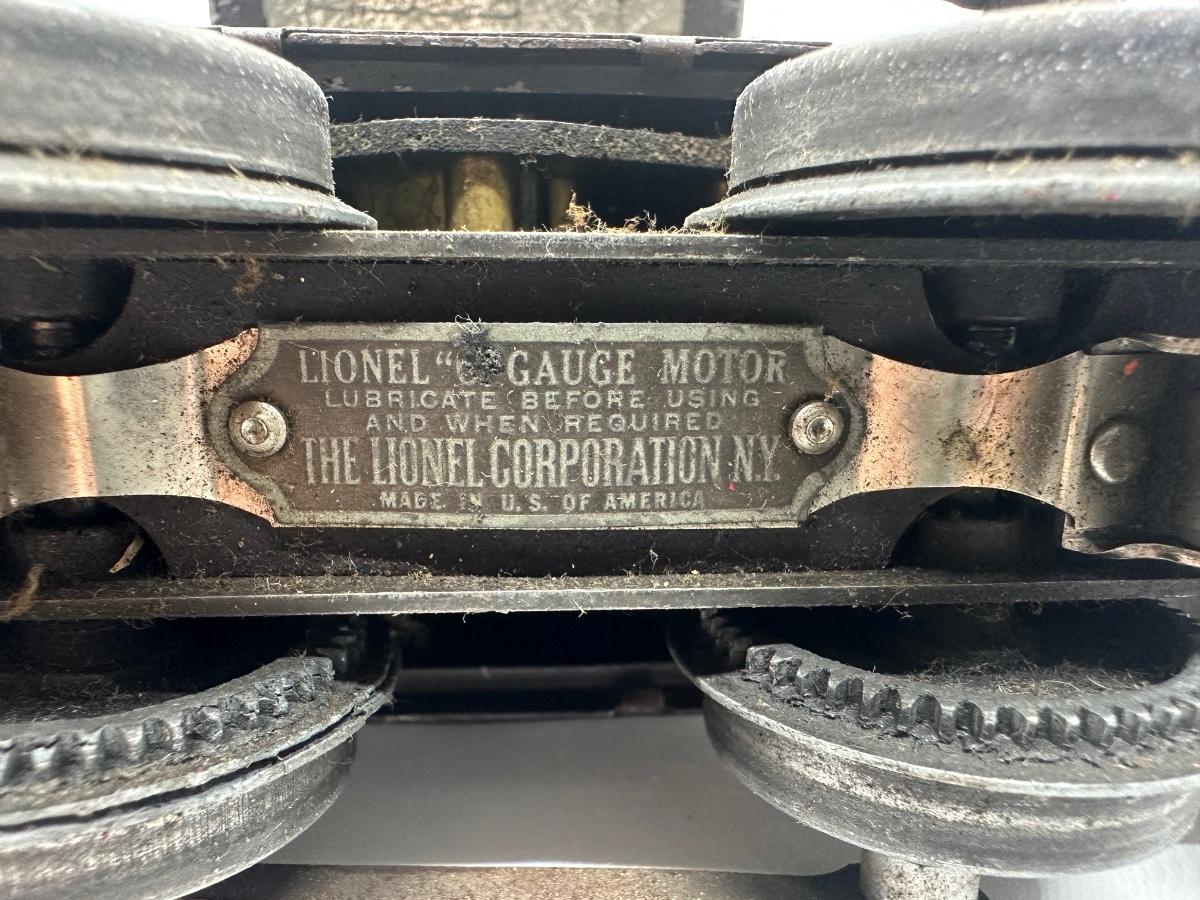 LIONEL "O" GAUGE MOTOR
LUBRICATE BEFORE USING
AND WHEN REQUIRED
THE LIONEL CORPORATION N.Y.
MADE IN U.S. OF AMERICA